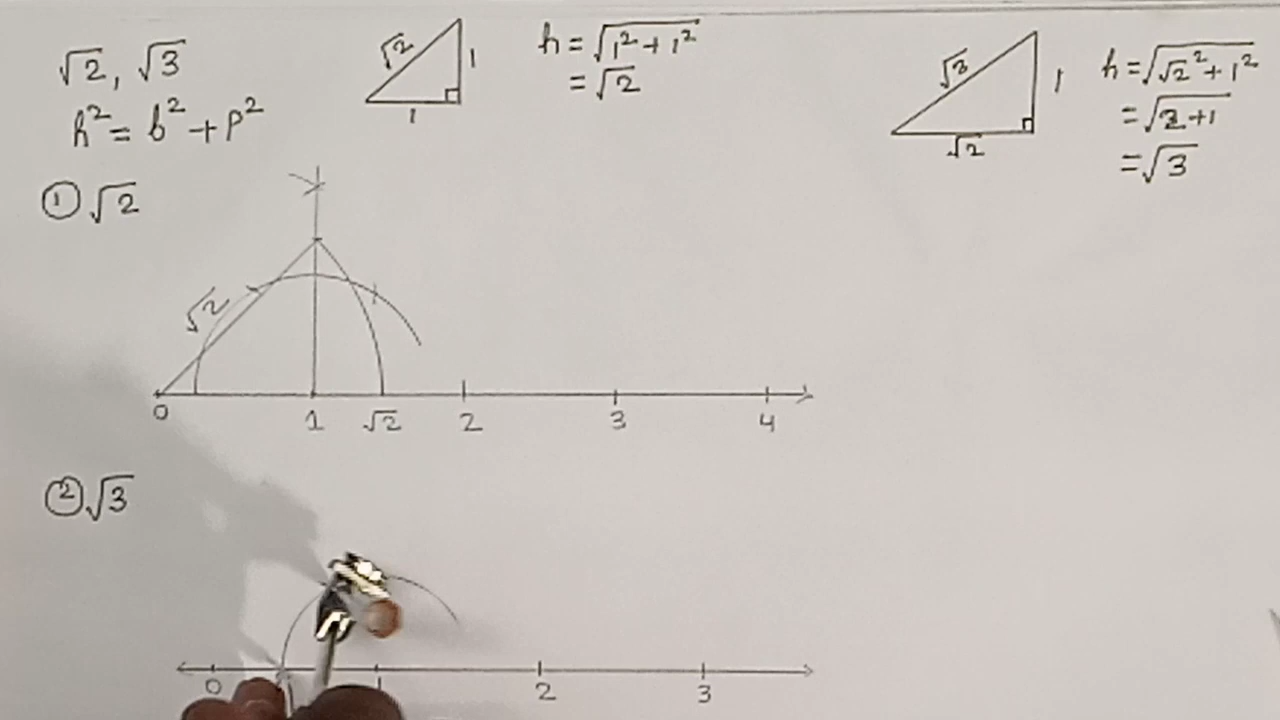 √2, √3
h² = b² + p²
√2
1
1
h = √1² + 1²
= √2
√3
1
√2
h = √√2² + 1²
= √2+1
= √3
① √2
√2
0 1 √2 2 3 4
② √3
0 1 2 3